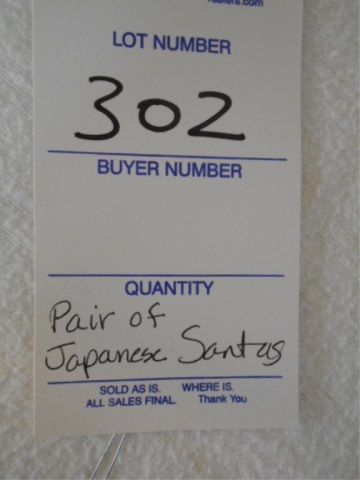 LOT NUMBER
302
BUYER NUMBER
QUANTITY
Pair of
Japanese Santas
SOLD AS IS. WHERE IS.
ALL SALES FINAL. Thank You